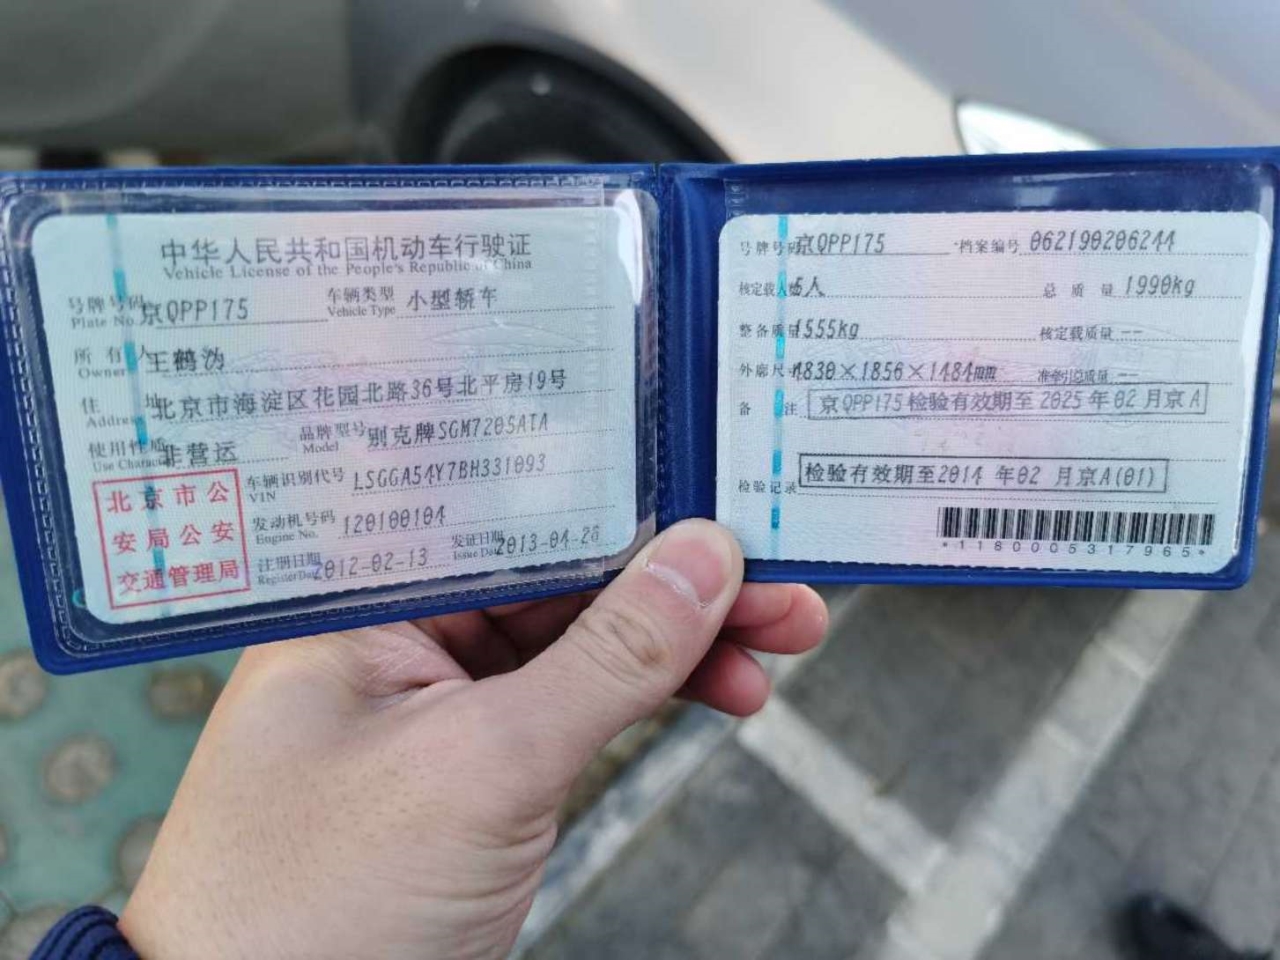 中华人民共和国机动车行驶证
Vehicle License of the People's Republic of China
号牌号码 京QPP175 车辆类型 小型轿车
Plate No. Vehicle Type
所有人 王鹤沩
Owner
住址 北京市海淀区花园北路36号北平房19号
Address
使用性质 非营运 品牌型号 别克牌SGM7205ATA
Use Character Model
车辆识别代号 LSGGA54Y7BH331093
VIN
发动机号码 120100104
Engine No.
注册日期 2012-02-13 发证日期 2013-04-26
Register Date Issue Date
北京市公
安局公安
交通管理局
号牌号码 京QPP175 档案编号 062190206244
核定载人数 5人 总质量 1990kg
整备质量 1555kg 核定载质量 --
外廓尺寸 4830×1856×1484mm 准牵引总质量 --
备注 京QPP175检验有效期至2025年02月京A
检验记录 检验有效期至2014年02月京A(01)
*1180005317965*